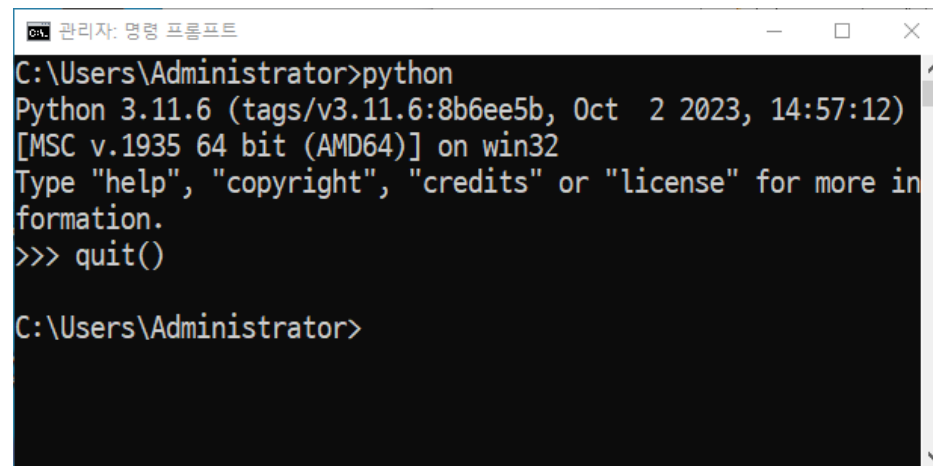 관리자: 명령 프롬프트
C:\Users\Administrator>python
Python 3.11.6 (tags/v3.11.6:8b6ee5b, Oct  2 2023, 14:57:12)
[MSC v.1935 64 bit (AMD64)] on win32
Type "help", "copyright", "credits" or "license" for more in
formation.
>>> quit()
C:\Users\Administrator>